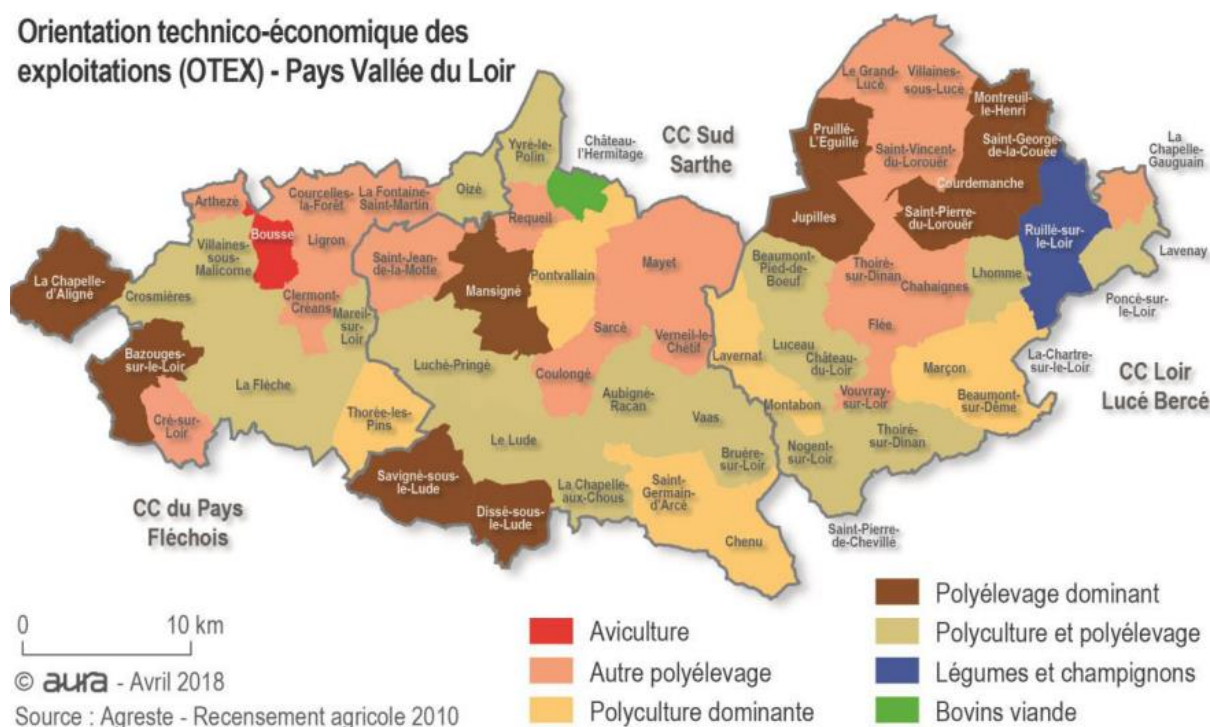 Orientation technico-économique des
exploitations (OTEX) - Pays Vallée du Loir
CC Sud
Sarthe
CC Loir
Lucé Bercé
CC du Pays
Fléchois
Le Grand-
Lucé
Villaines-
sous-Lucé
Montreuil-
le-Henri
Saint-George-
de-la-Couée
La
Chapelle-
Gauguain
Pruillé-
L'Eguillé
Saint-Vincent-
du-Lorouër
Courdemanche
Saint-Pierre-
du-Lorouër
Ruillé-sur-
le-Loir
Lavenay
Jupilles
Poncé-sur-
le-Loir
Lhomme
Beaumont-
Pied-de-
Boeuf
Thoiré-
sur-Dinan
Chahaignes
La-Chartre-
sur-le-Loir
Flée
Marçon
Beaumont-
sur-Dême
Luceau
Château-
du-Loir
Lavernat
Vouvray-
sur-Loir
Montabon
Nogent-
sur-Loir
Thoiré-
sur-Dinan
Saint-Pierre-
de-Chevillé
Château-
l'Hermitage
Yvré-le-
Polin
Oizé
Requeil
Pontvallain
Mayet
Mansigné
Saint-Jean-
de-la-Motte
Sarcé
Verneil-le-
Chétif
Coulongé
Luché-Pringé
Aubigné-
Racan
Vaas
Le Lude
Bruère-
sur-Loir
La Chapelle-
aux-Chous
Saint-
Germain-
d'Arcé
Chenu
Savigné-sous-
le-Lude
Dissé-sous-
le-Lude
Arthezé
Courcelles-
la-Forêt
La Fontaine-
Saint-Martin
Bousse
Ligron
Villaines-
sous-
Malicorne
La Chapelle-
d'Aligné
Crosmières
Clermont-
Créans
Mareil-
sur-
Loir
Bazouges-
sur-le-Loir
La Flèche
Cré-sur-
Loir
Thorée-les-
Pins
0 10 km
© aura - Avril 2018
Source : Agreste - Recensement agricole 2010
Aviculture
Autre polyélevage
Polyculture dominante
Polyélevage dominant
Polyculture et polyélevage
Légumes et champignons
Bovins viande